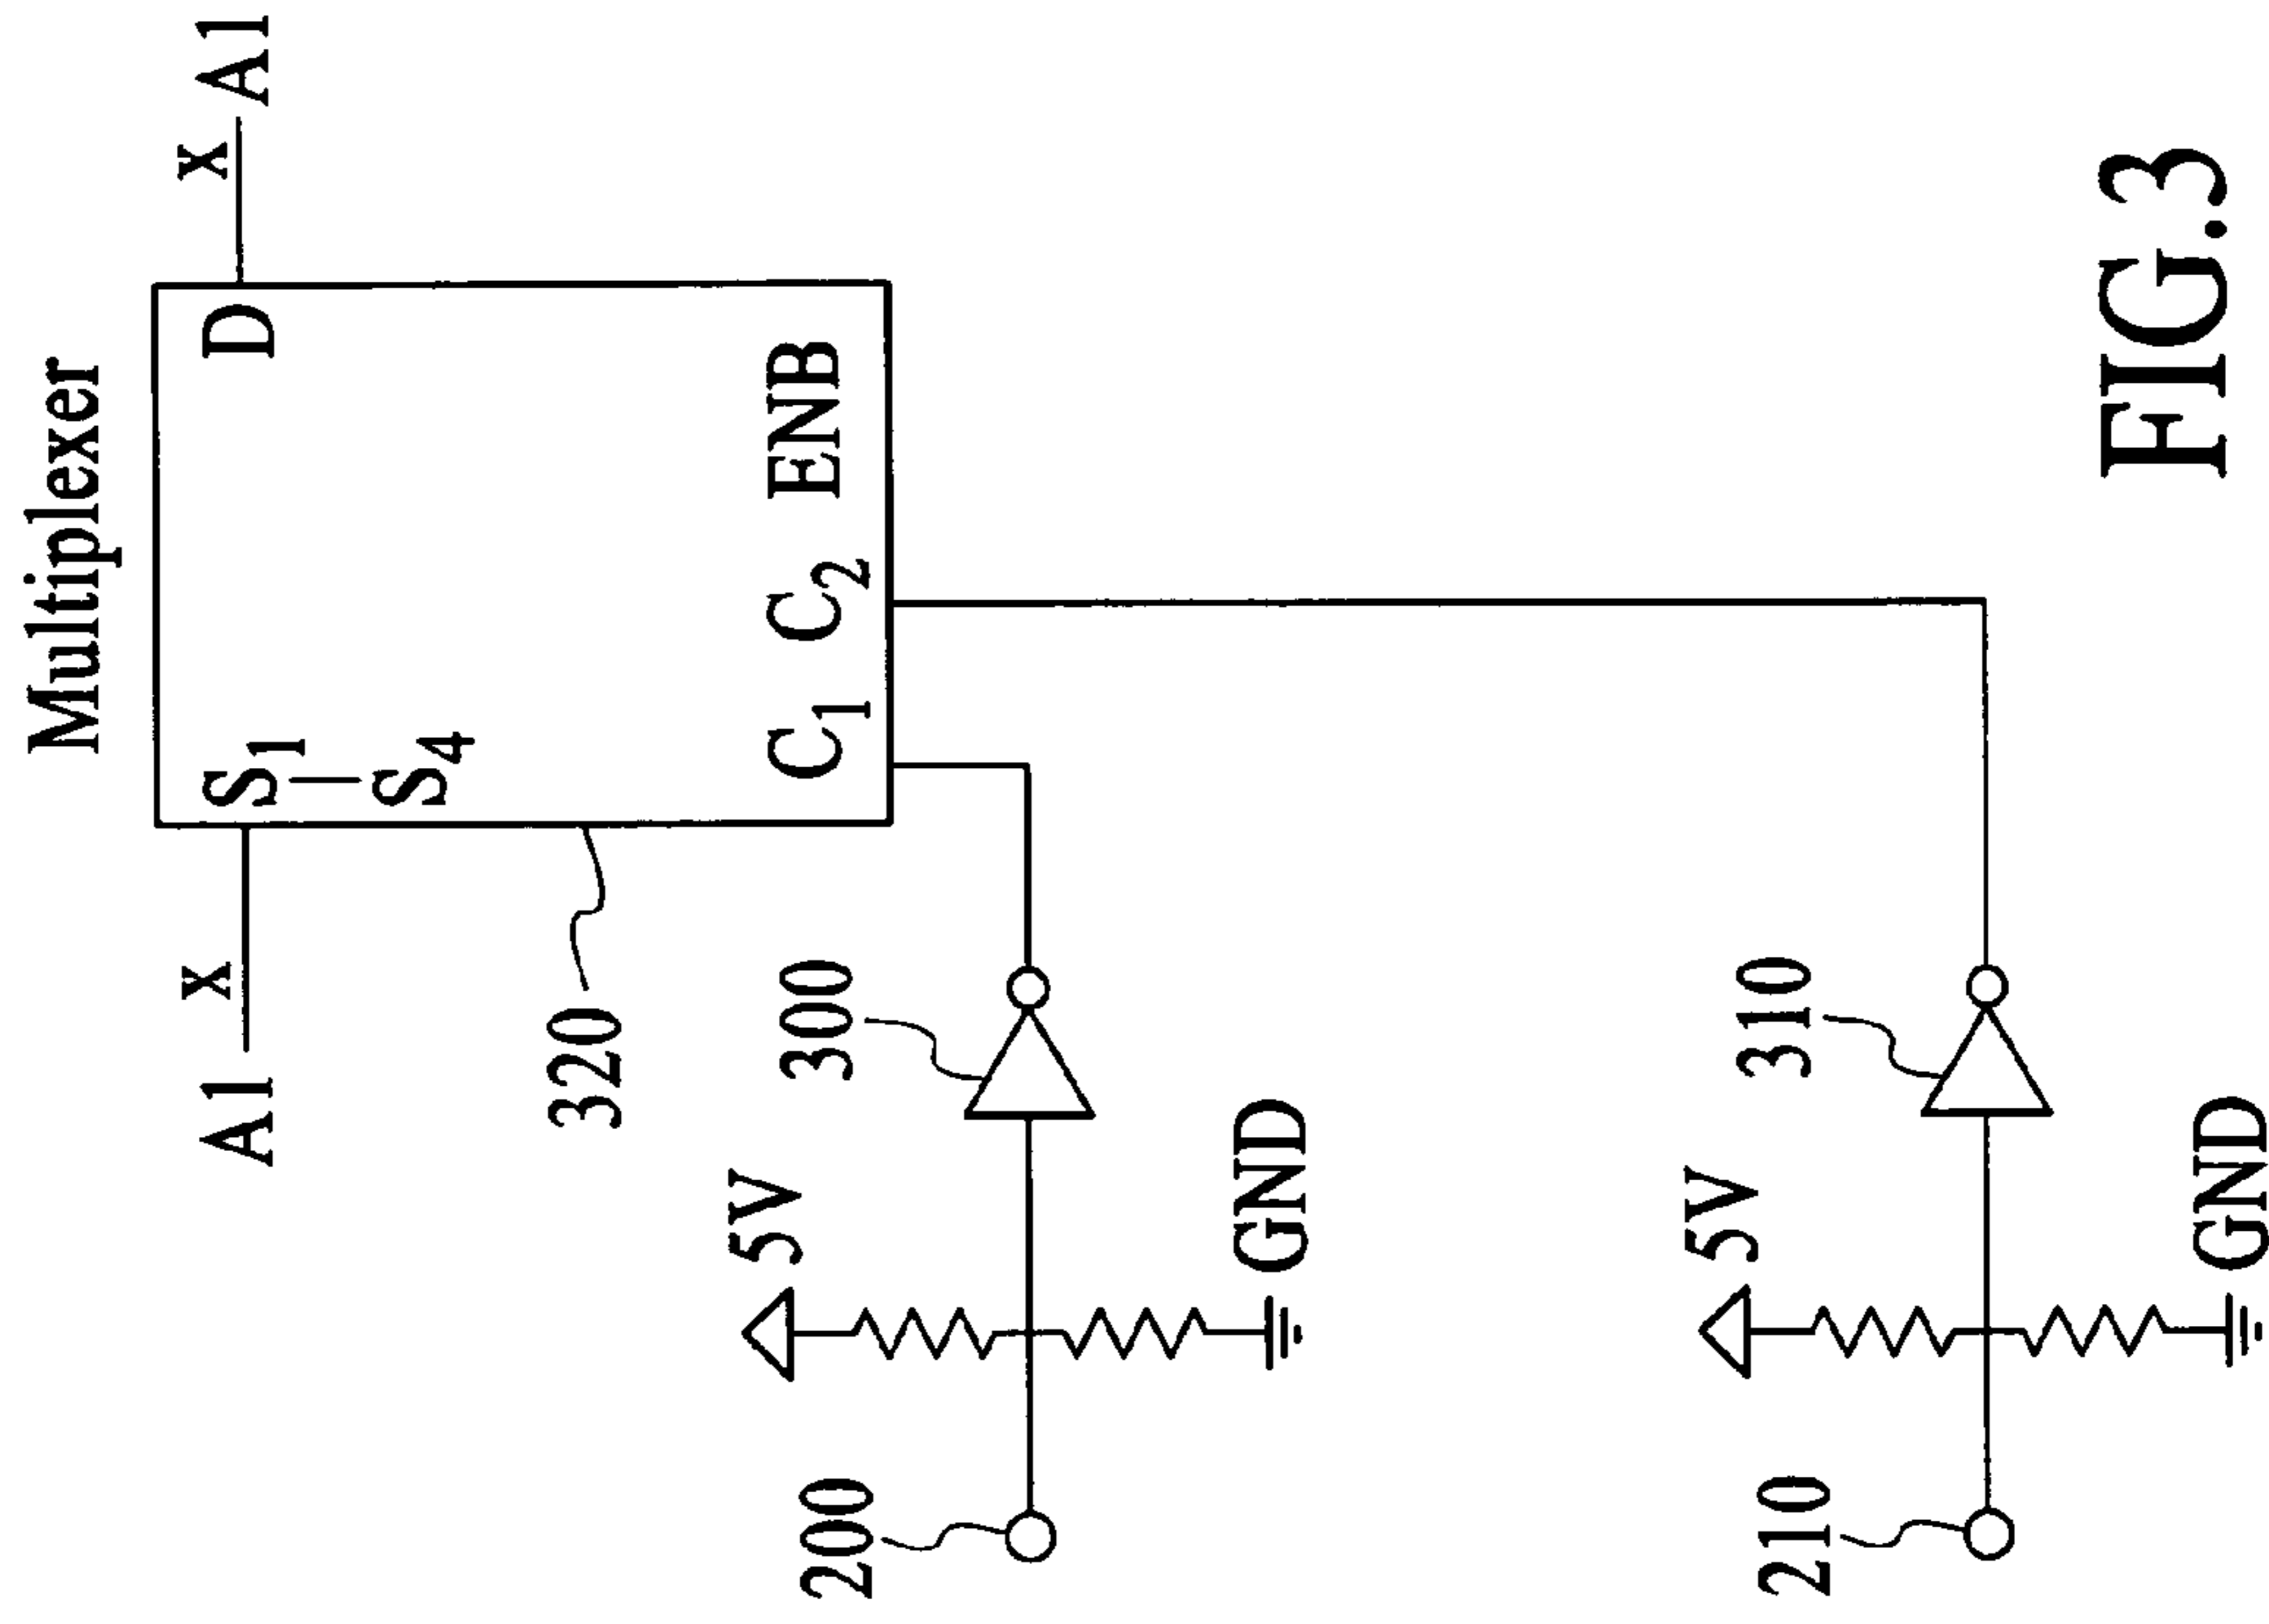 Multiplexer
A1
x
S1
S4
D
x
A1
C1
C2
ENB
320
300
5V
200
GND
310
5V
210
GND
FIG.3